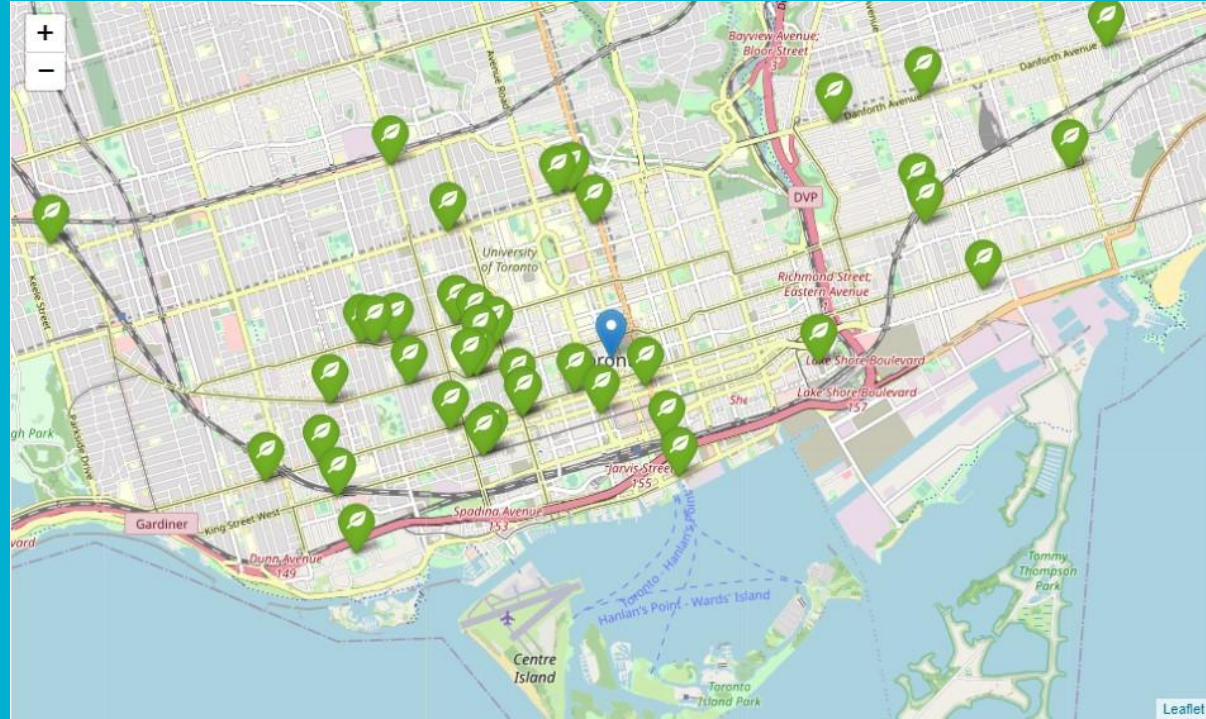 +
−
Avenue Road
Bayview Avenue;
Bloor Street
Danforth Avenue
Danforth Avenue
DVP
University
of Toronto
Keele Street
Richmond Street;
Eastern Avenue
Lake Shore Boulevard
Lake Shore Boulevard
157
Parkside Drive
Jarvis Street
155
Gardiner
King Street West
Spadina Avenue
153
Dunn Avenue
149
Toronto - Hanlan's Point
Hanlan's Point - Wards' Island
Tommy
Thompson
Park
Centre
Island
Toronto
Island Park
Leaflet